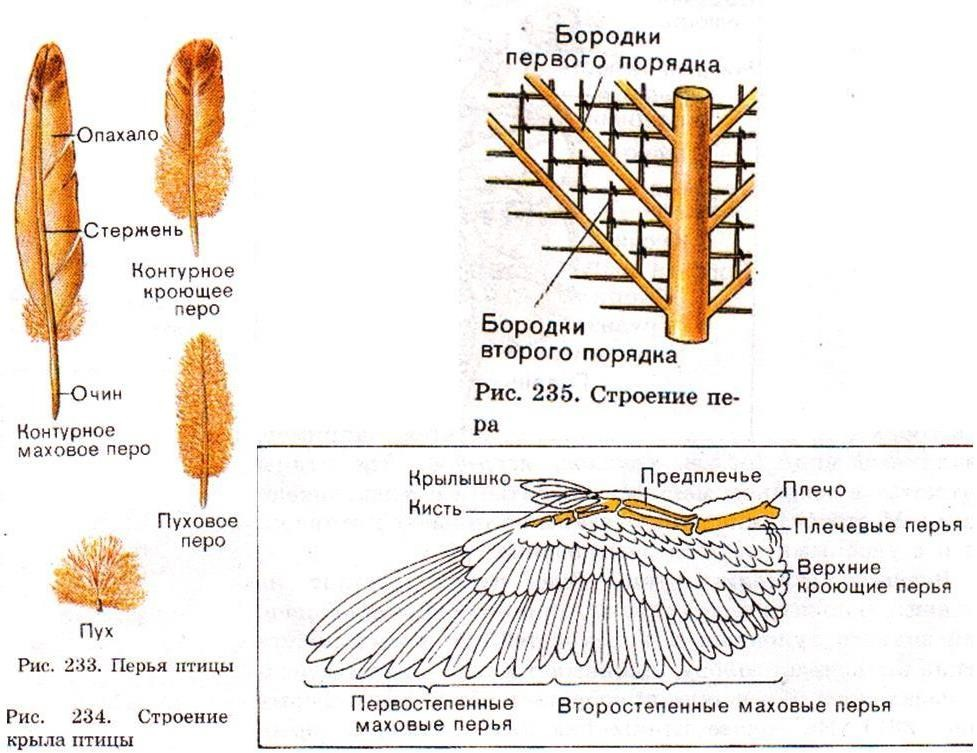 Опахало
Стержень
Контурное
кроющее
перо
Очин
Контурное
маховое перо
Пуховое
перо
Пух
Рис. 233. Перья птицы
Рис. 234. Строение
крыла птицы
Бородки
первого порядка
Бородки
второго порядка
Рис. 235. Строение пе-
ра
Крылышко
Кисть
Предплечье
Плечо
Плечевые перья
Верхние
кроющие перья
Первостепенные
маховые перья
Второстепенные маховые перья